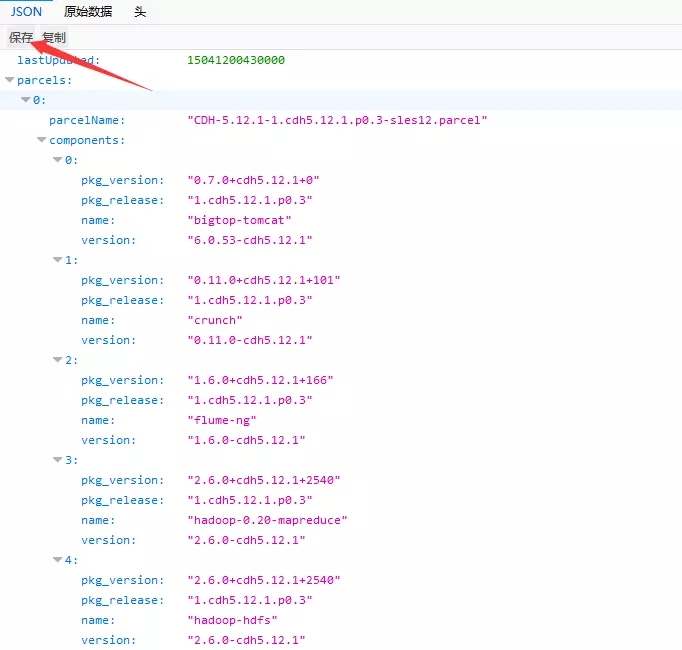 JSON 原始数据 头
保存 复制
lastUpdated: 15041200430000
parcels:
0:
parcelName: "CDH-5.12.1-1.cdh5.12.1.p0.3-sles12.parcel"
components:
0:
pkg_version: "0.7.0+cdh5.12.1+0"
pkg_release: "1.cdh5.12.1.p0.3"
name: "bigtop-tomcat"
version: "6.0.53-cdh5.12.1"
1:
pkg_version: "0.11.0+cdh5.12.1+101"
pkg_release: "1.cdh5.12.1.p0.3"
name: "crunch"
version: "0.11.0-cdh5.12.1"
2:
pkg_version: "1.6.0+cdh5.12.1+166"
pkg_release: "1.cdh5.12.1.p0.3"
name: "flume-ng"
version: "1.6.0-cdh5.12.1"
3:
pkg_version: "2.6.0+cdh5.12.1+2540"
pkg_release: "1.cdh5.12.1.p0.3"
name: "hadoop-0.20-mapreduce"
version: "2.6.0-cdh5.12.1"
4:
pkg_version: "2.6.0+cdh5.12.1+2540"
pkg_release: "1.cdh5.12.1.p0.3"
name: "hadoop-hdfs"
version: "2.6.0-cdh5.12.1"